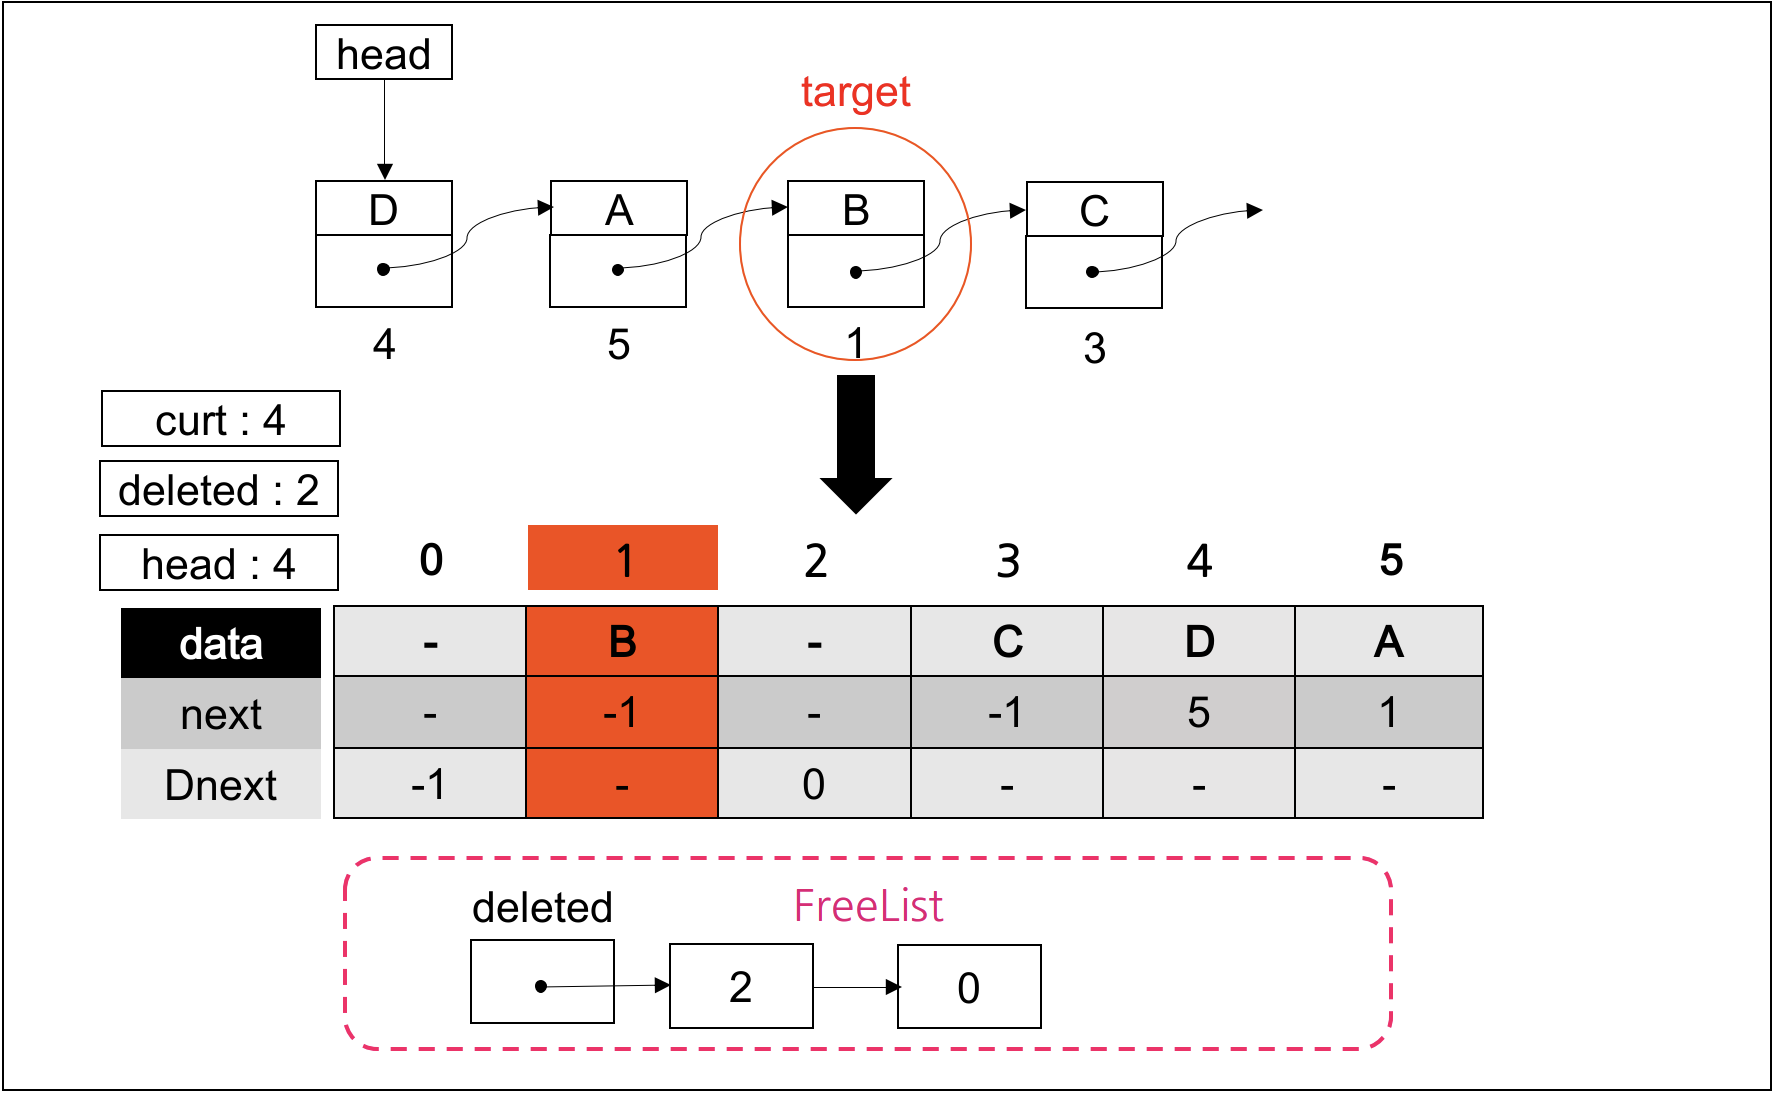 head
target
D A B C
4 5 1 3
curt : 4
deleted : 2
head : 4
0 1 2 3 4 5
data - B - C D A
next - -1 - -1 5 1
Dnext -1 - 0 - - -
deleted FreeList
2 0